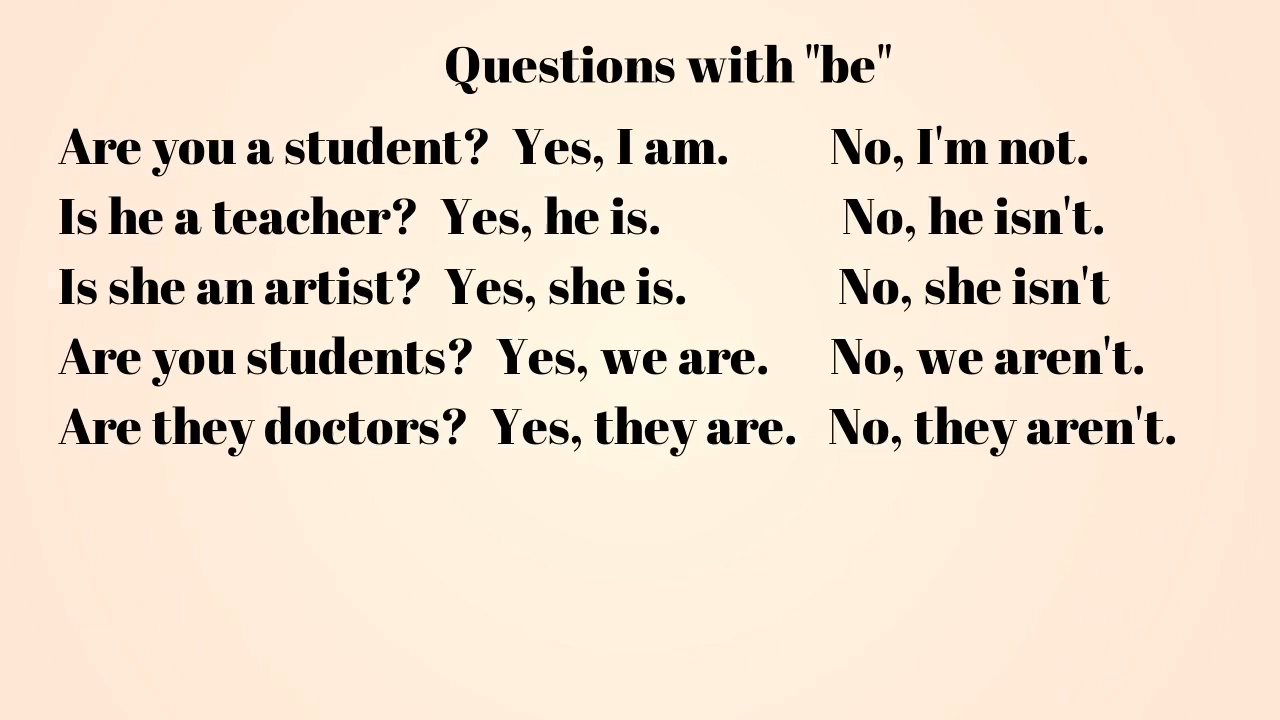 Questions with "be"
Are you a student? Yes, I am. No, I'm not.
Is he a teacher? Yes, he is. No, he isn't.
Is she an artist? Yes, she is. No, she isn't
Are you students? Yes, we are. No, we aren't.
Are they doctors? Yes, they are. No, they aren't.